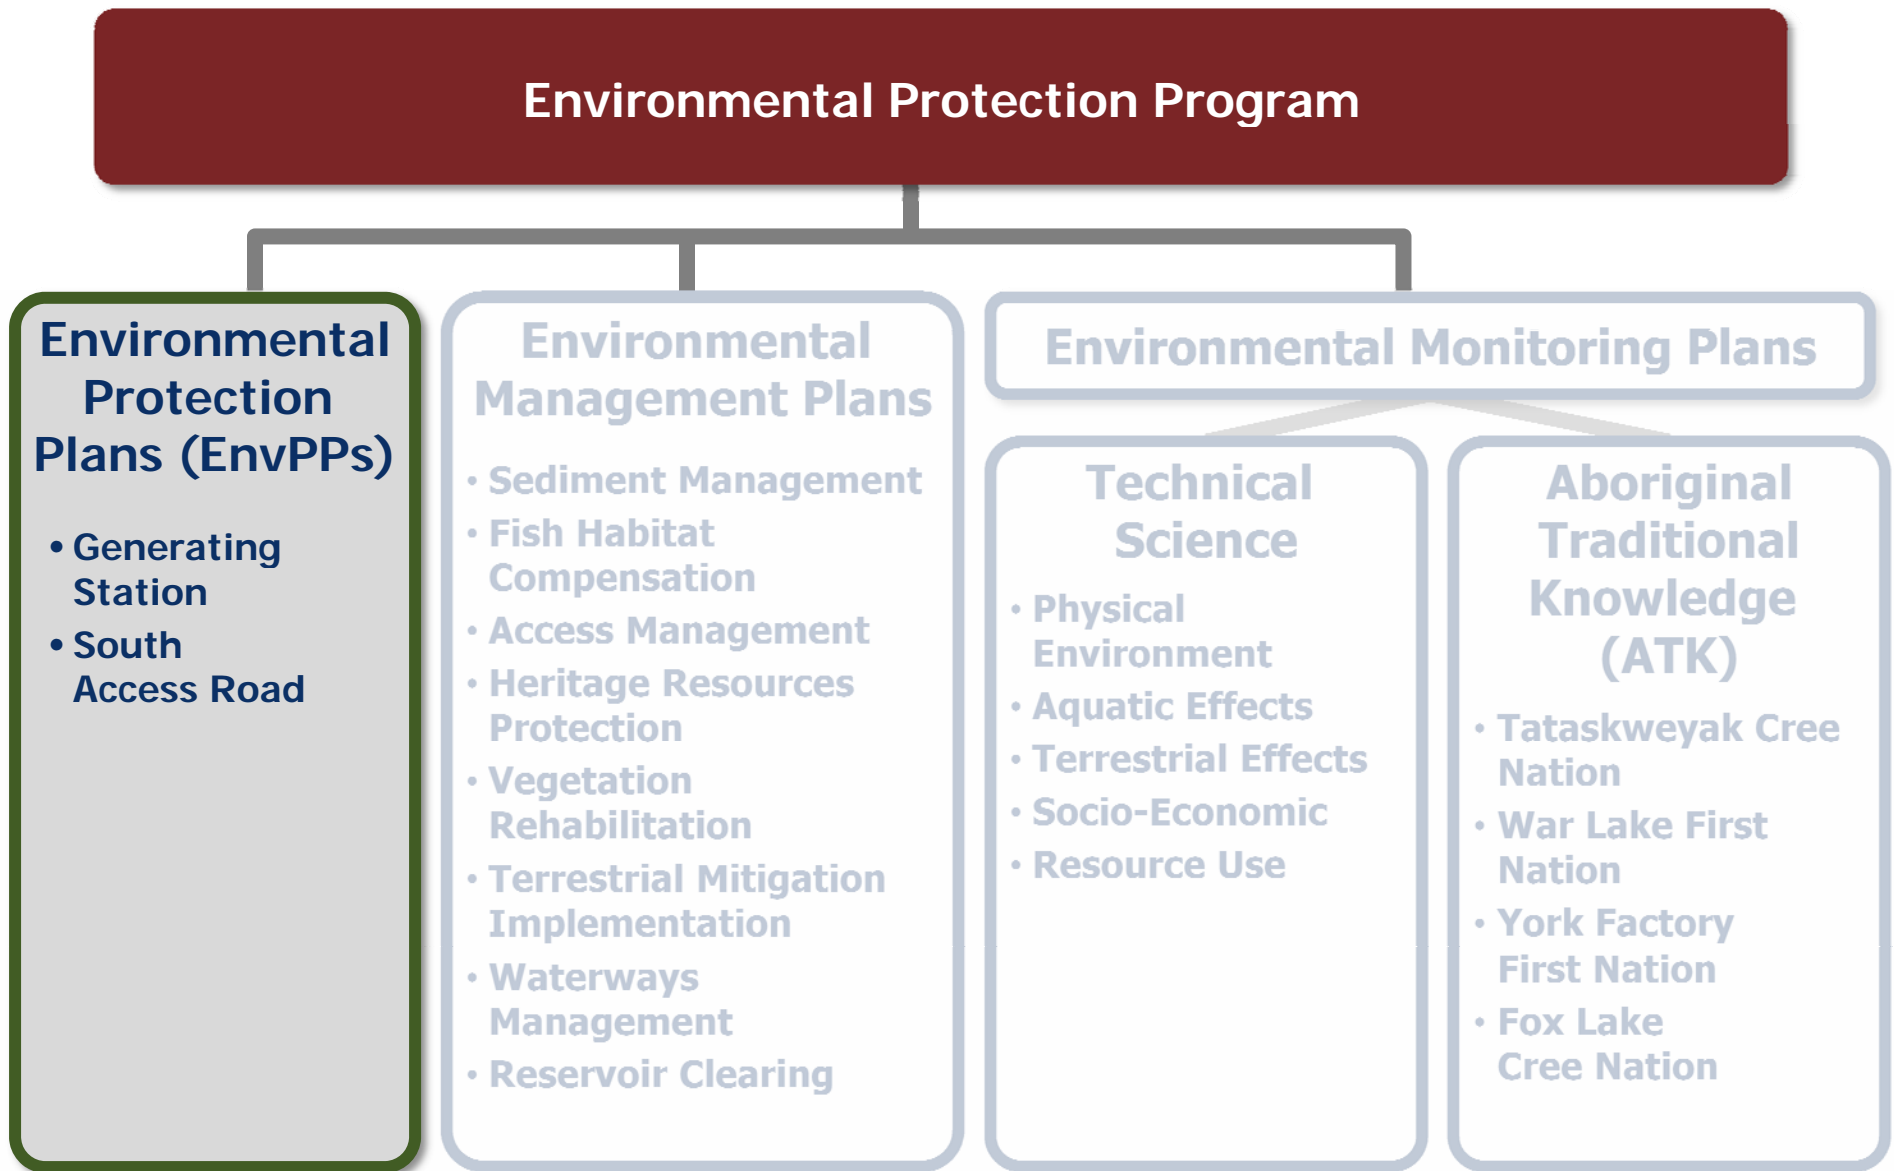 Environmental Protection Program
Environmental
Protection
Plans (EnvPPs)
• Generating
Station
• South
Access Road
Environmental
Management Plans
• Sediment Management
• Fish Habitat
Compensation
• Access Management
• Heritage Resources
Protection
• Vegetation
Rehabilitation
• Terrestrial Mitigation
Implementation
• Waterways
Management
• Reservoir Clearing
Environmental Monitoring Plans
Technical
Science
• Physical
Environment
• Aquatic Effects
• Terrestrial Effects
• Socio-Economic
• Resource Use
Aboriginal
Traditional
Knowledge
(ATK)
• Tataskweyak Cree
Nation
• War Lake First
Nation
• York Factory
First Nation
• Fox Lake
Cree Nation